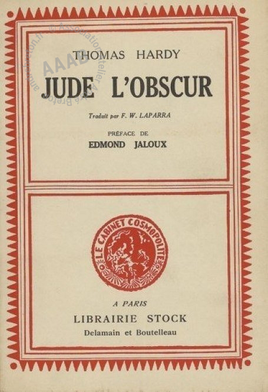 THOMAS HARDY
JUDE L'OBSCUR
Traduit par F. W. LAPARRA
PRÉFACE DE
EDMOND JALOUX
LE CABINET COSMOPOLITE
A PARIS
LIBRAIRIE STOCK
Delamain et Boutelleau